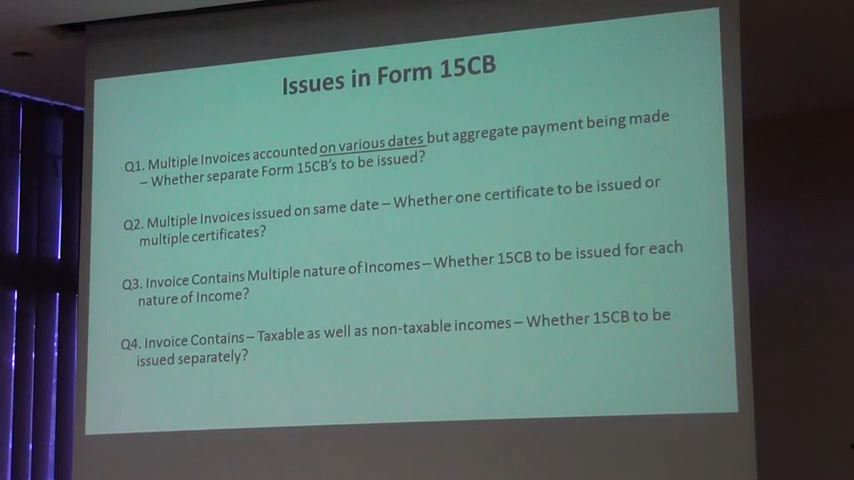 Issues in Form 15CB
Q1. Multiple Invoices accounted on various dates but aggregate payment being made
– Whether separate Form 15CB's to be issued?
Q2. Multiple Invoices issued on same date – Whether one certificate to be issued or
multiple certificates?
Q3. Invoice Contains Multiple nature of Incomes – Whether 15CB to be issued for each
nature of Income?
Q4. Invoice Contains – Taxable as well as non-taxable incomes – Whether 15CB to be
issued separately?